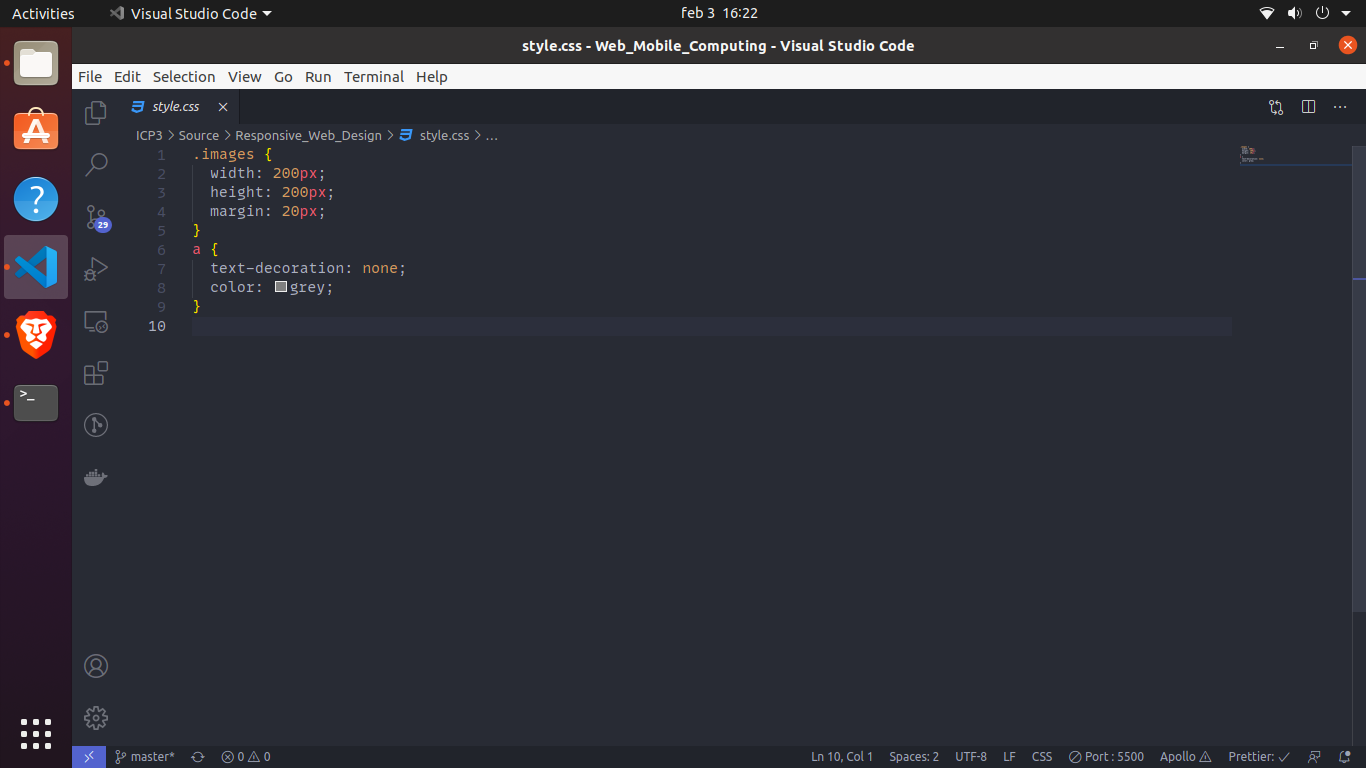 Activities Visual Studio Code feb 3 16:22
style.css - Web_Mobile_Computing - Visual Studio Code
File Edit Selection View Go Run Terminal Help
style.css
ICP3 > Source > Responsive_Web_Design > style.css > ...
1 .images {
2 width: 200px;
3 height: 200px;
4 margin: 20px;
5 }
6 a {
7 text-decoration: none;
8 color: grey;
9 }
10
29
>_
master* 0 0 Ln 10, Col 1 Spaces: 2 UTF-8 LF CSS Port : 5500 Apollo Prettier: